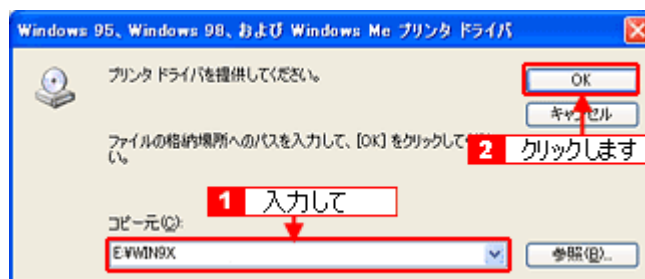 Windows 95、Windows 98、および Windows Me プリンタ ドライバ
プリンタ ドライバを提供してください。
OK
キャンセル
ファイルの格納場所へのパスを入力して、[OK] をクリックして
い。
2 クリックします
1 入力して
コピー元(C):
E:¥WIN9X
参照(B)...